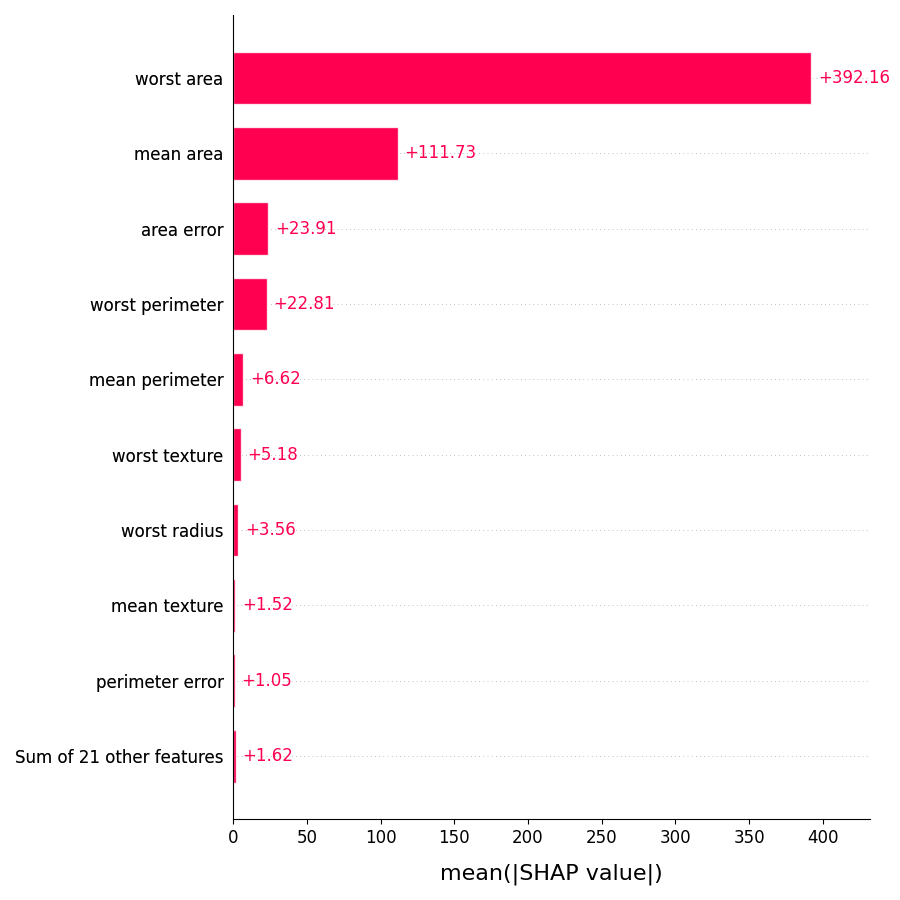 worst area +392.16
mean area +111.73
area error +23.91
worst perimeter +22.81
mean perimeter +6.62
worst texture +5.18
worst radius +3.56
mean texture +1.52
perimeter error +1.05
Sum of 21 other features +1.62
0 50 100 150 200 250 300 350 400
mean(|SHAP value|)